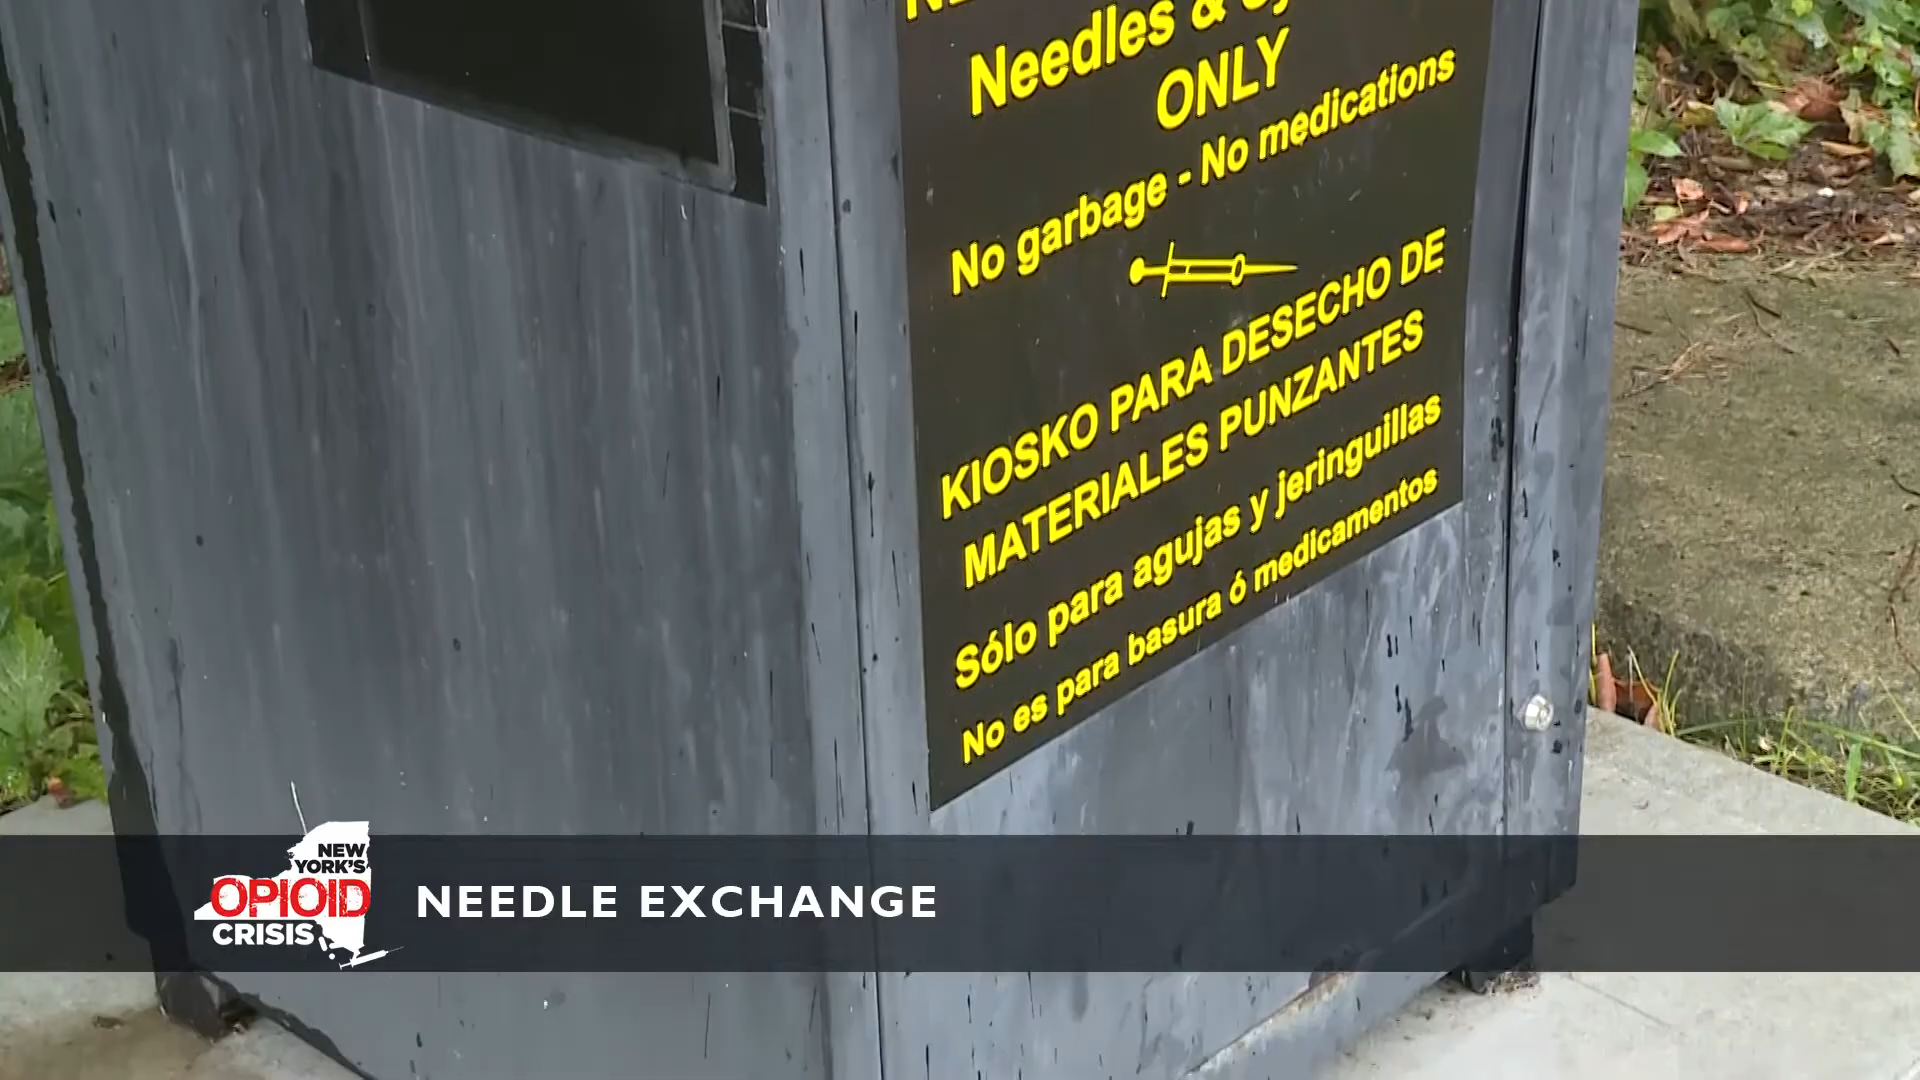 Needles &
ONLY
No garbage - No medications
KIOSKO PARA DESECHO DE
MATERIALES PUNZANTES
Sólo para agujas y jeringuillas
No es para basura ó medicamentos
NEW
YORK'S
OPIOID
CRISIS
NEEDLE EXCHANGE